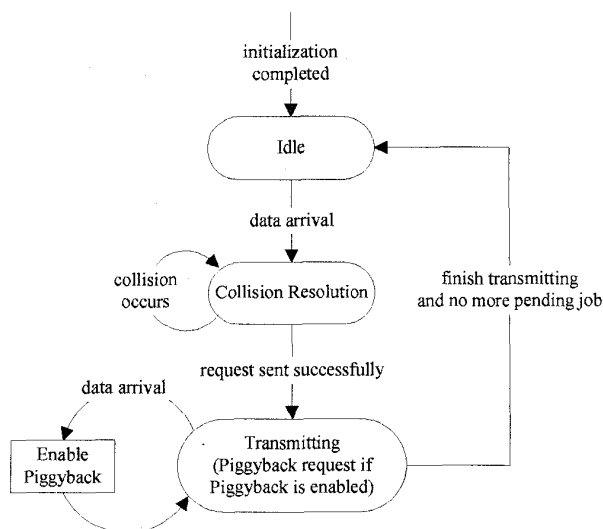 initialization
completed
Idle
data arrival
collision
occurs
Collision Resolution
finish transmitting
and no more pending job
request sent successfully
data arrival
Enable
Piggyback
Transmitting
(Piggyback request if
Piggyback is enabled)